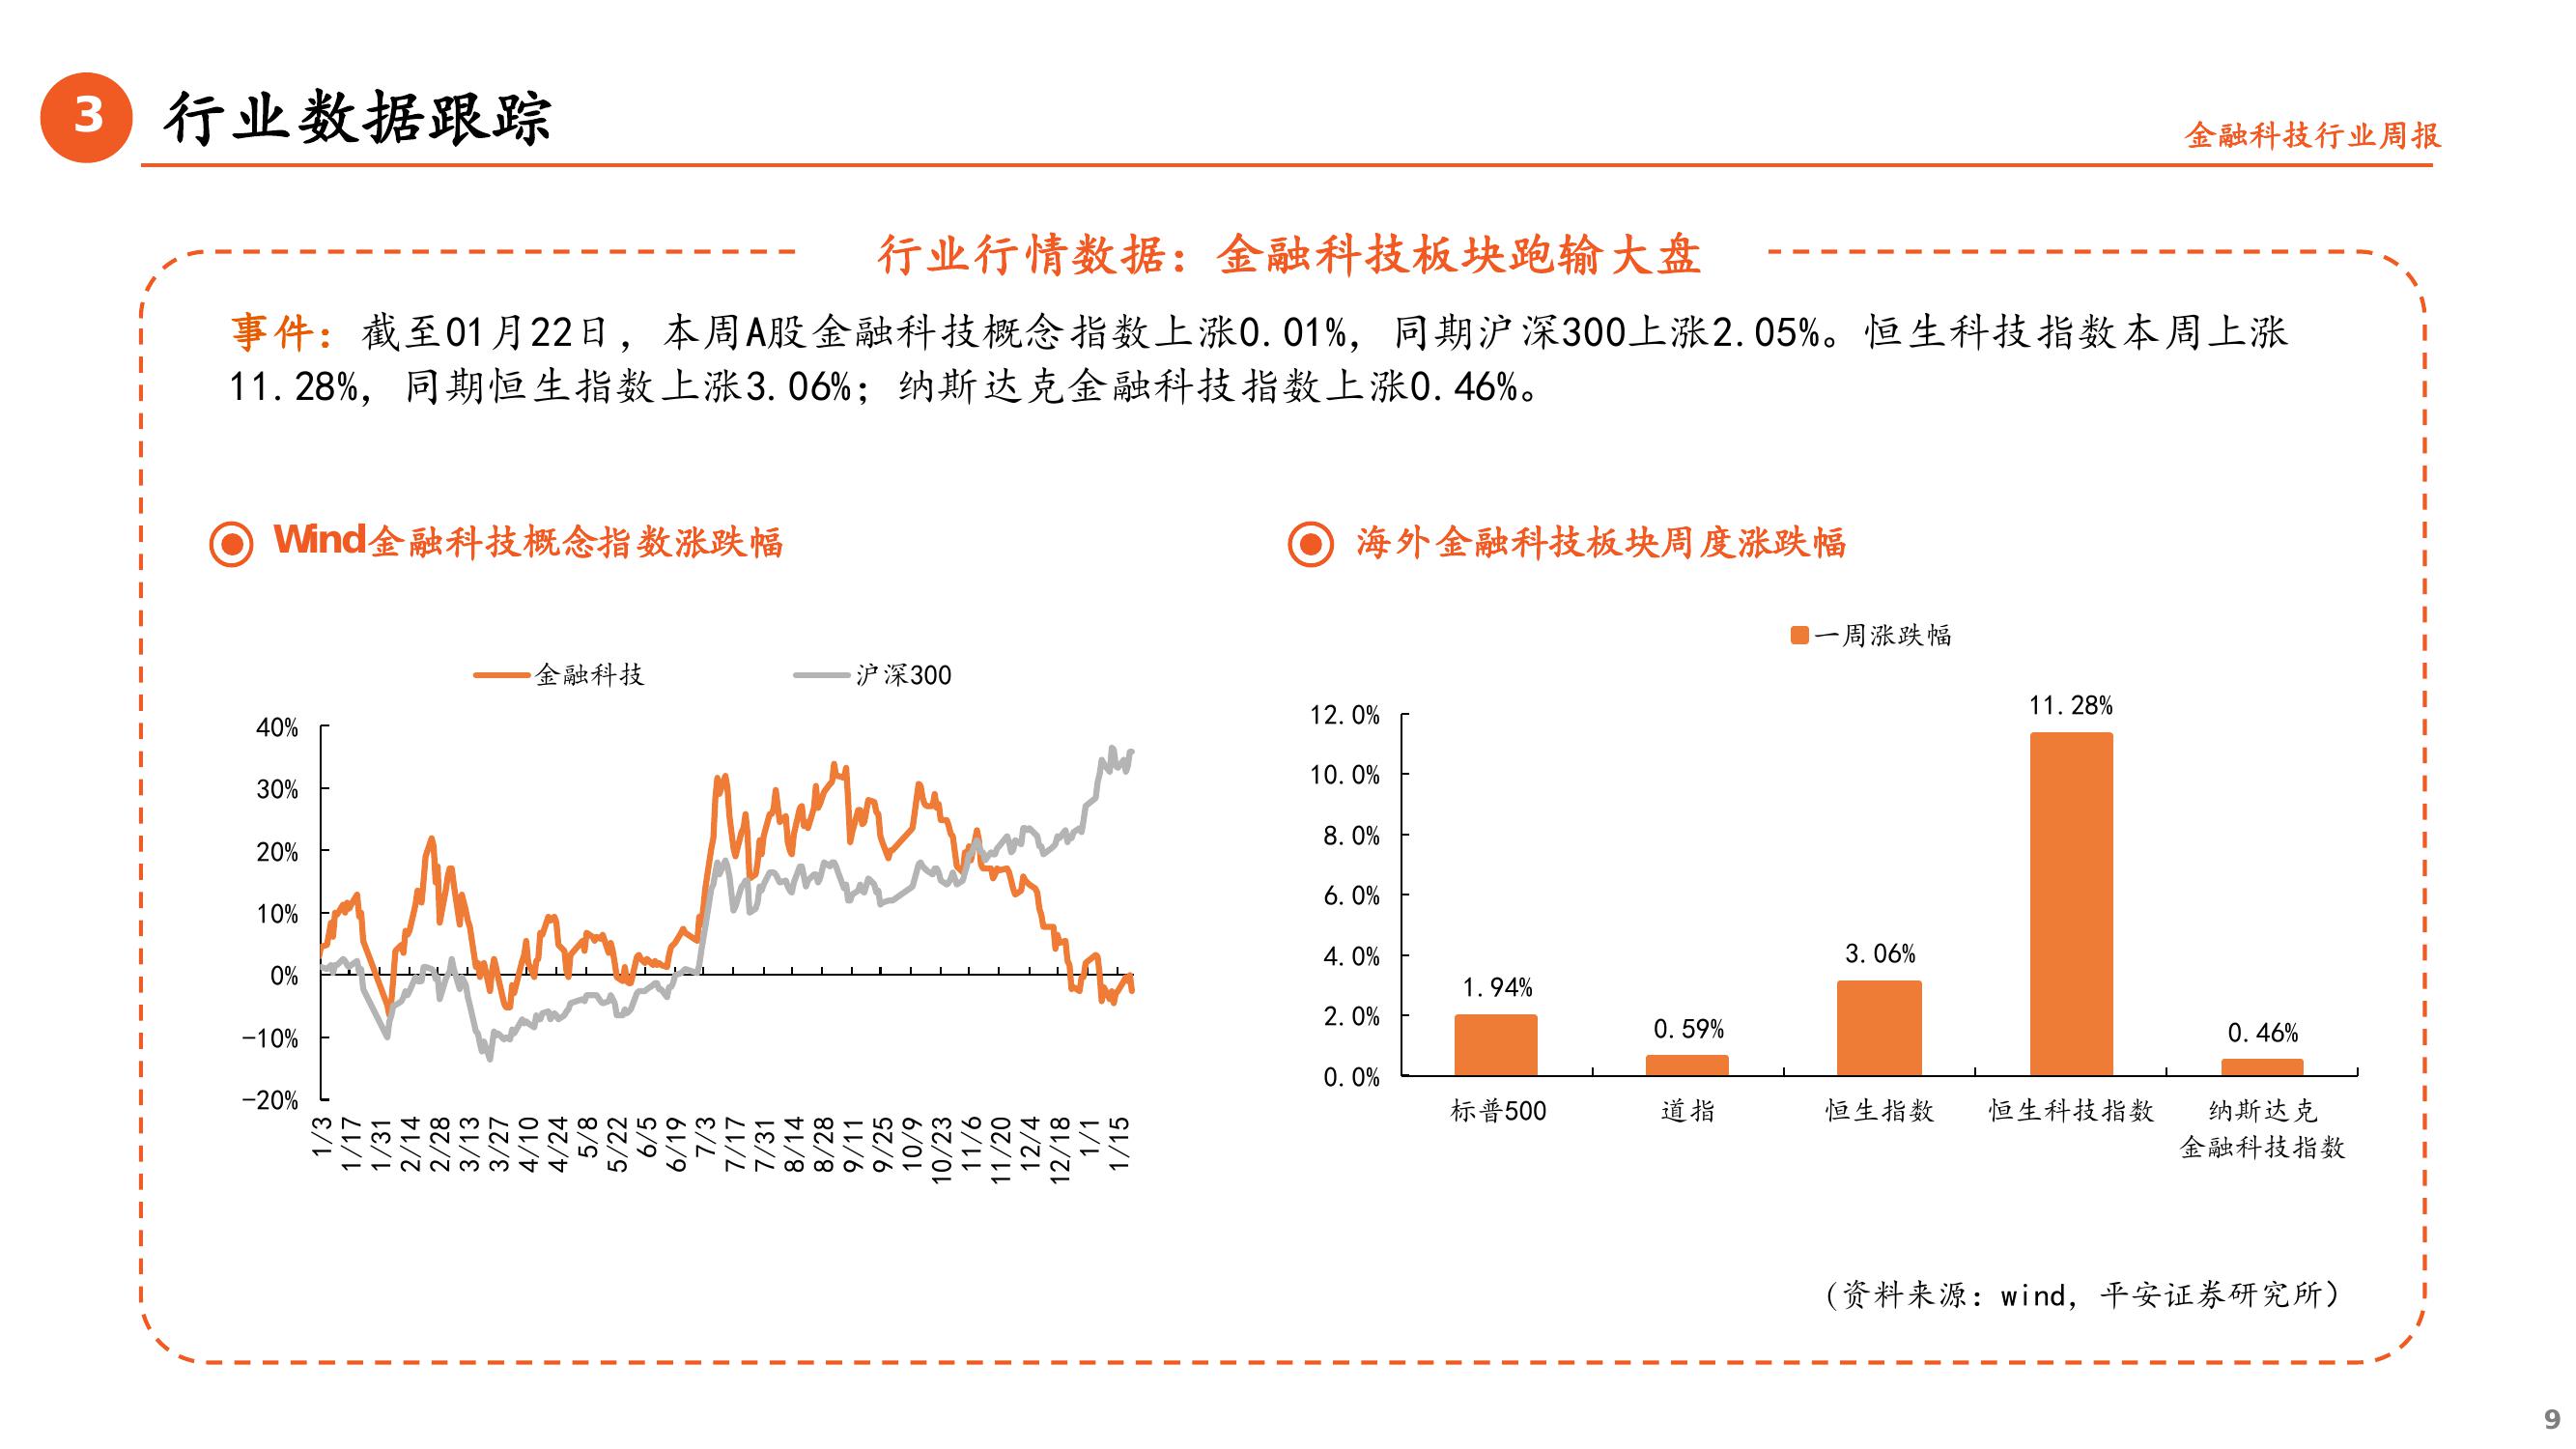 3
行业数据跟踪
金融科技行业周报
行业行情数据：金融科技板块跑输大盘
事件：截至01月22日，本周A股金融科技概念指数上涨0.01%，同期沪深300上涨2.05%。恒生科技指数本周上涨
11.28%，同期恒生指数上涨3.06%；纳斯达克金融科技指数上涨0.46%。
Wind金融科技概念指数涨跌幅
金融科技 沪深300
40%
30%
20%
10%
0%
-10%
-20%
1/3 1/17 1/31 2/14 2/28 3/13 3/27 4/10 4/24 5/8 5/22 6/5 6/19 7/3 7/17 7/31 8/14 8/28 9/11 9/25 10/9 10/23 11/6 11/20 12/4 12/18 1/1 1/15
海外金融科技板块周度涨跌幅
一周涨跌幅
12.0%
10.0%
8.0%
6.0%
4.0%
2.0%
0.0%
1.94% 0.59% 3.06% 11.28% 0.46%
标普500 道指 恒生指数 恒生科技指数 纳斯达克
金融科技指数
（资料来源：wind，平安证券研究所）
9